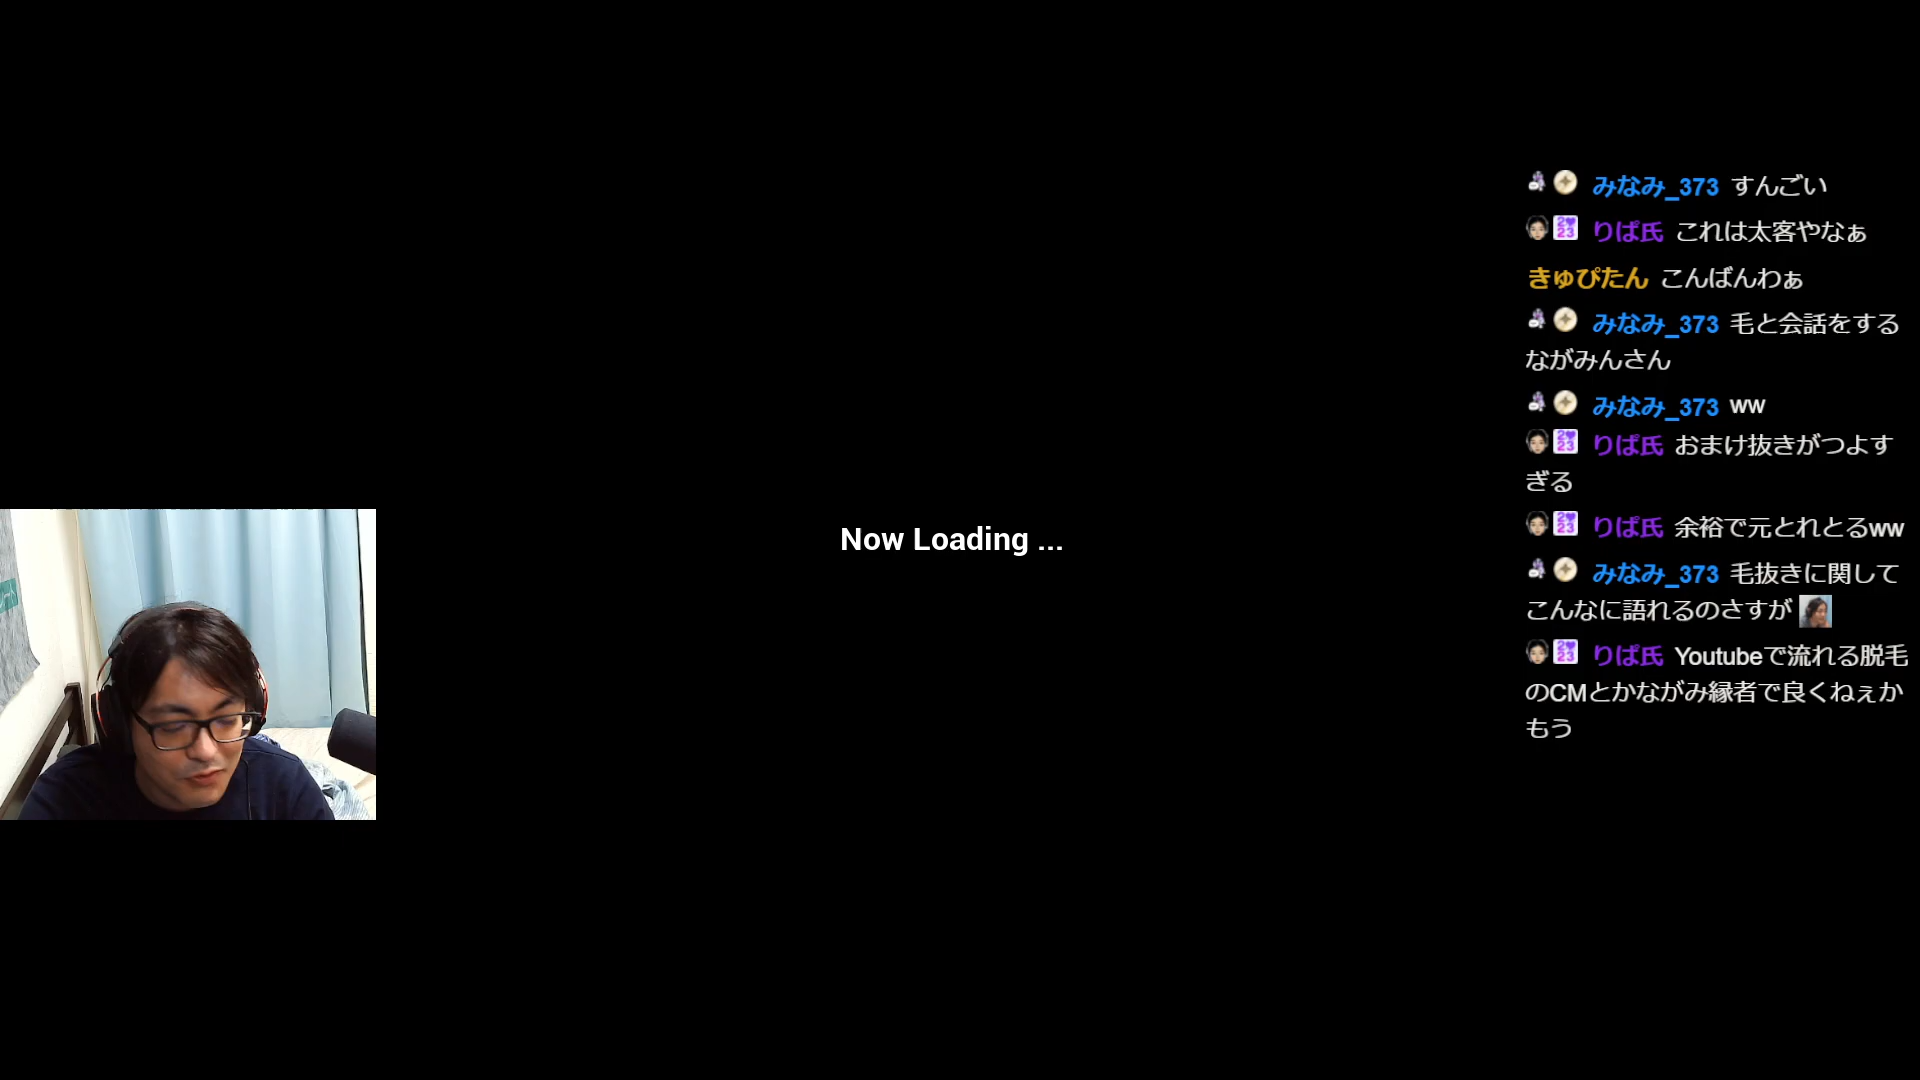 みなみ_373 すんごい
りぱ氏 これは太客やなぁ
きゅぴたん こんばんわぁ
みなみ_373 毛と会話をする
ながみんさん
みなみ_373 ww
りぱ氏 おまけ抜きがつよす
ぎる
りぱ氏 余裕で元とれとるww
Now Loading ...
みなみ_373 毛抜きに関して
こんなに語れるのさすが
りぱ氏 Youtubeで流れる脱毛
のCMとかながみ縁者で良くねぇか
もう